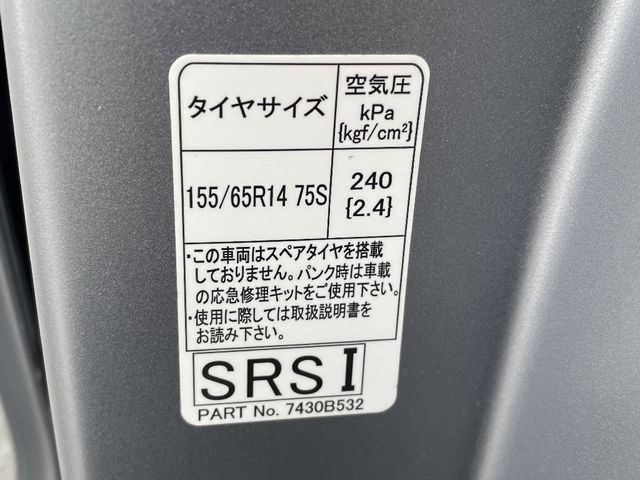 タイヤサイズ
空気圧
kPa
{kgf/cm²}
155/65R14 75S
240
{2.4}
・この車両はスペアタイヤを搭載
しておりません。パンク時は車載
の応急修理キットをご使用下さい。
・使用に際しては取扱説明書を
お読み下さい。
SRS I
PART No. 7430B532